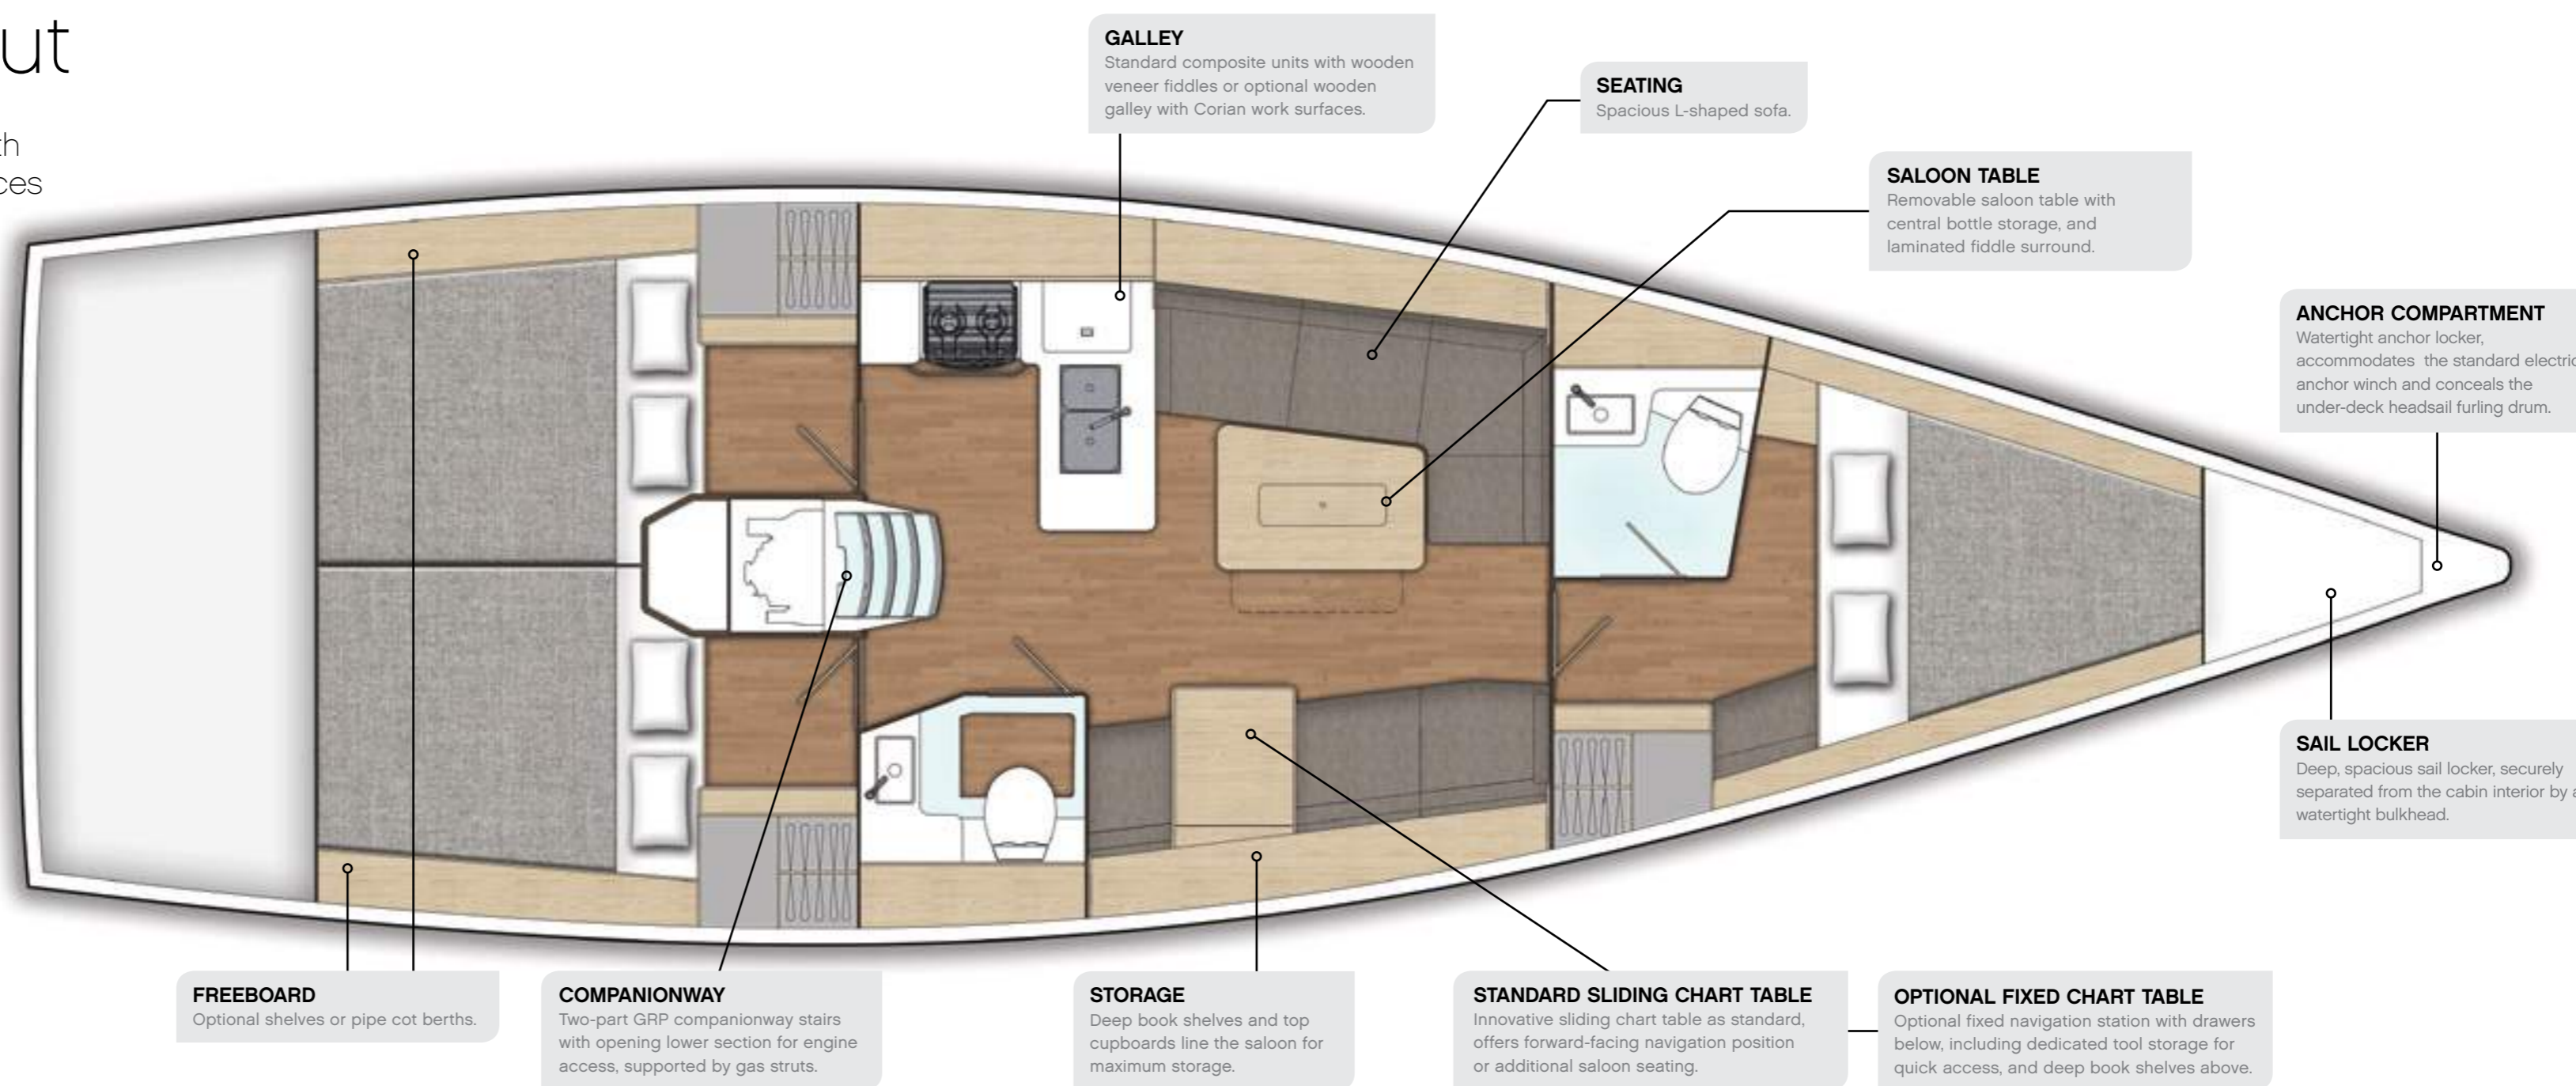 ut
th
ces
GALLEY
Standard composite units with wooden
veneer fiddles or optional wooden
galley with Corian work surfaces.
SEATING
Spacious L-shaped sofa.
SALOON TABLE
Removable saloon table with
central bottle storage, and
laminated fiddle surround.
ANCHOR COMPARTMENT
Watertight anchor locker,
accommodates  the standard electric
anchor winch and conceals the
under-deck headsail furling drum.
SAIL LOCKER
Deep, spacious sail locker, securely
separated from the cabin interior by a
watertight bulkhead.
FREEBOARD
Optional shelves or pipe cot berths.
COMPANIONWAY
Two-part GRP companionway stairs
with opening lower section for engine
access, supported by gas struts.
STORAGE
Deep book shelves and top
cupboards line the saloon for
maximum storage.
STANDARD SLIDING CHART TABLE
Innovative sliding chart table as standard,
offers forward-facing navigation position
or additional saloon seating.
OPTIONAL FIXED CHART TABLE
Optional fixed navigation station with drawers
below, including dedicated tool storage for
quick access, and deep book shelves above.